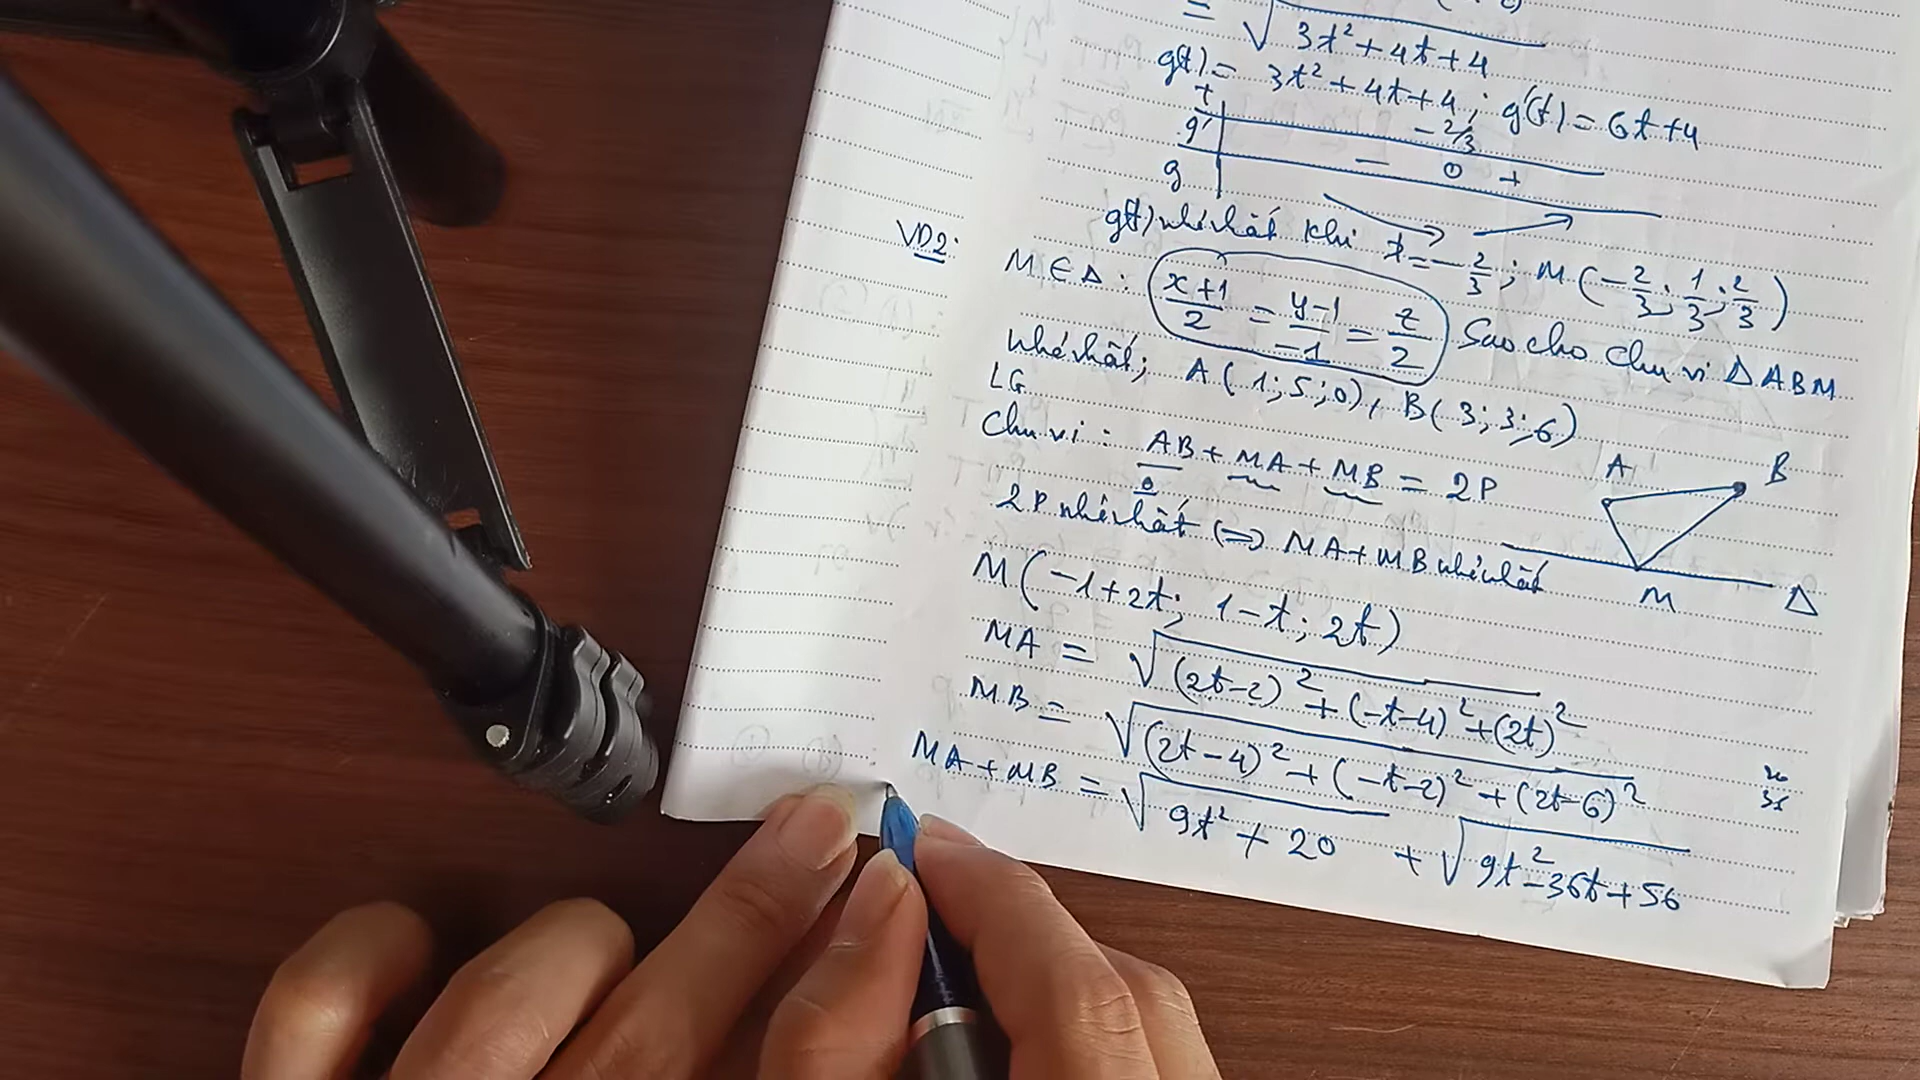 = √3t² + 4t + 4
g(t) = 3t² + 4t + 4 ; g'(t) = 6t + 4
t -2/3
g' − 0 +
g
g(t) nhỏ nhất khi t = -2/3 ; M (-2/3 ; 1/3 ; 2/3)
VD2:
M ∈ Δ : (x+1)/2 = (y-1)/-1 = z/2 Sao cho chu vi Δ ABM
nhỏ nhất ; A (1 ; 5 ; 0) , B (3 ; 3 ; 6)
LG
Chu vi : AB + MA + MB = 2P
2P nhỏ nhất (=) MA + MB nhỏ nhất
A B
M Δ
M (-1+2t ; 1-t ; 2t)
MA = √(2t-2)² + (-t-4)² + (2t)²
MB = √(2t-4)² + (-t-2)² + (2t-6)²
MA + MB = √9t² + 20 + √9t² - 36t + 56